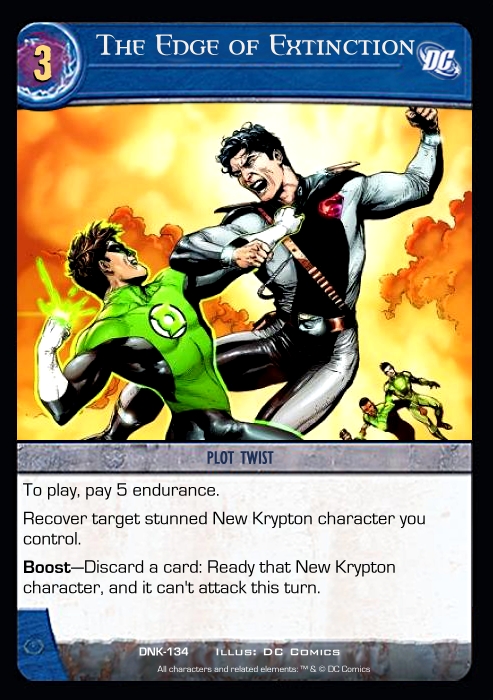 3
The Edge of Extinction
DC
PLOT TWIST
To play, pay 5 endurance.
Recover target stunned New Krypton character you
control.
Boost—Discard a card: Ready that New Krypton
character, and it can't attack this turn.
DNK-134 Illus: DC Comics
All characters and related elements: ™ & © DC Comics